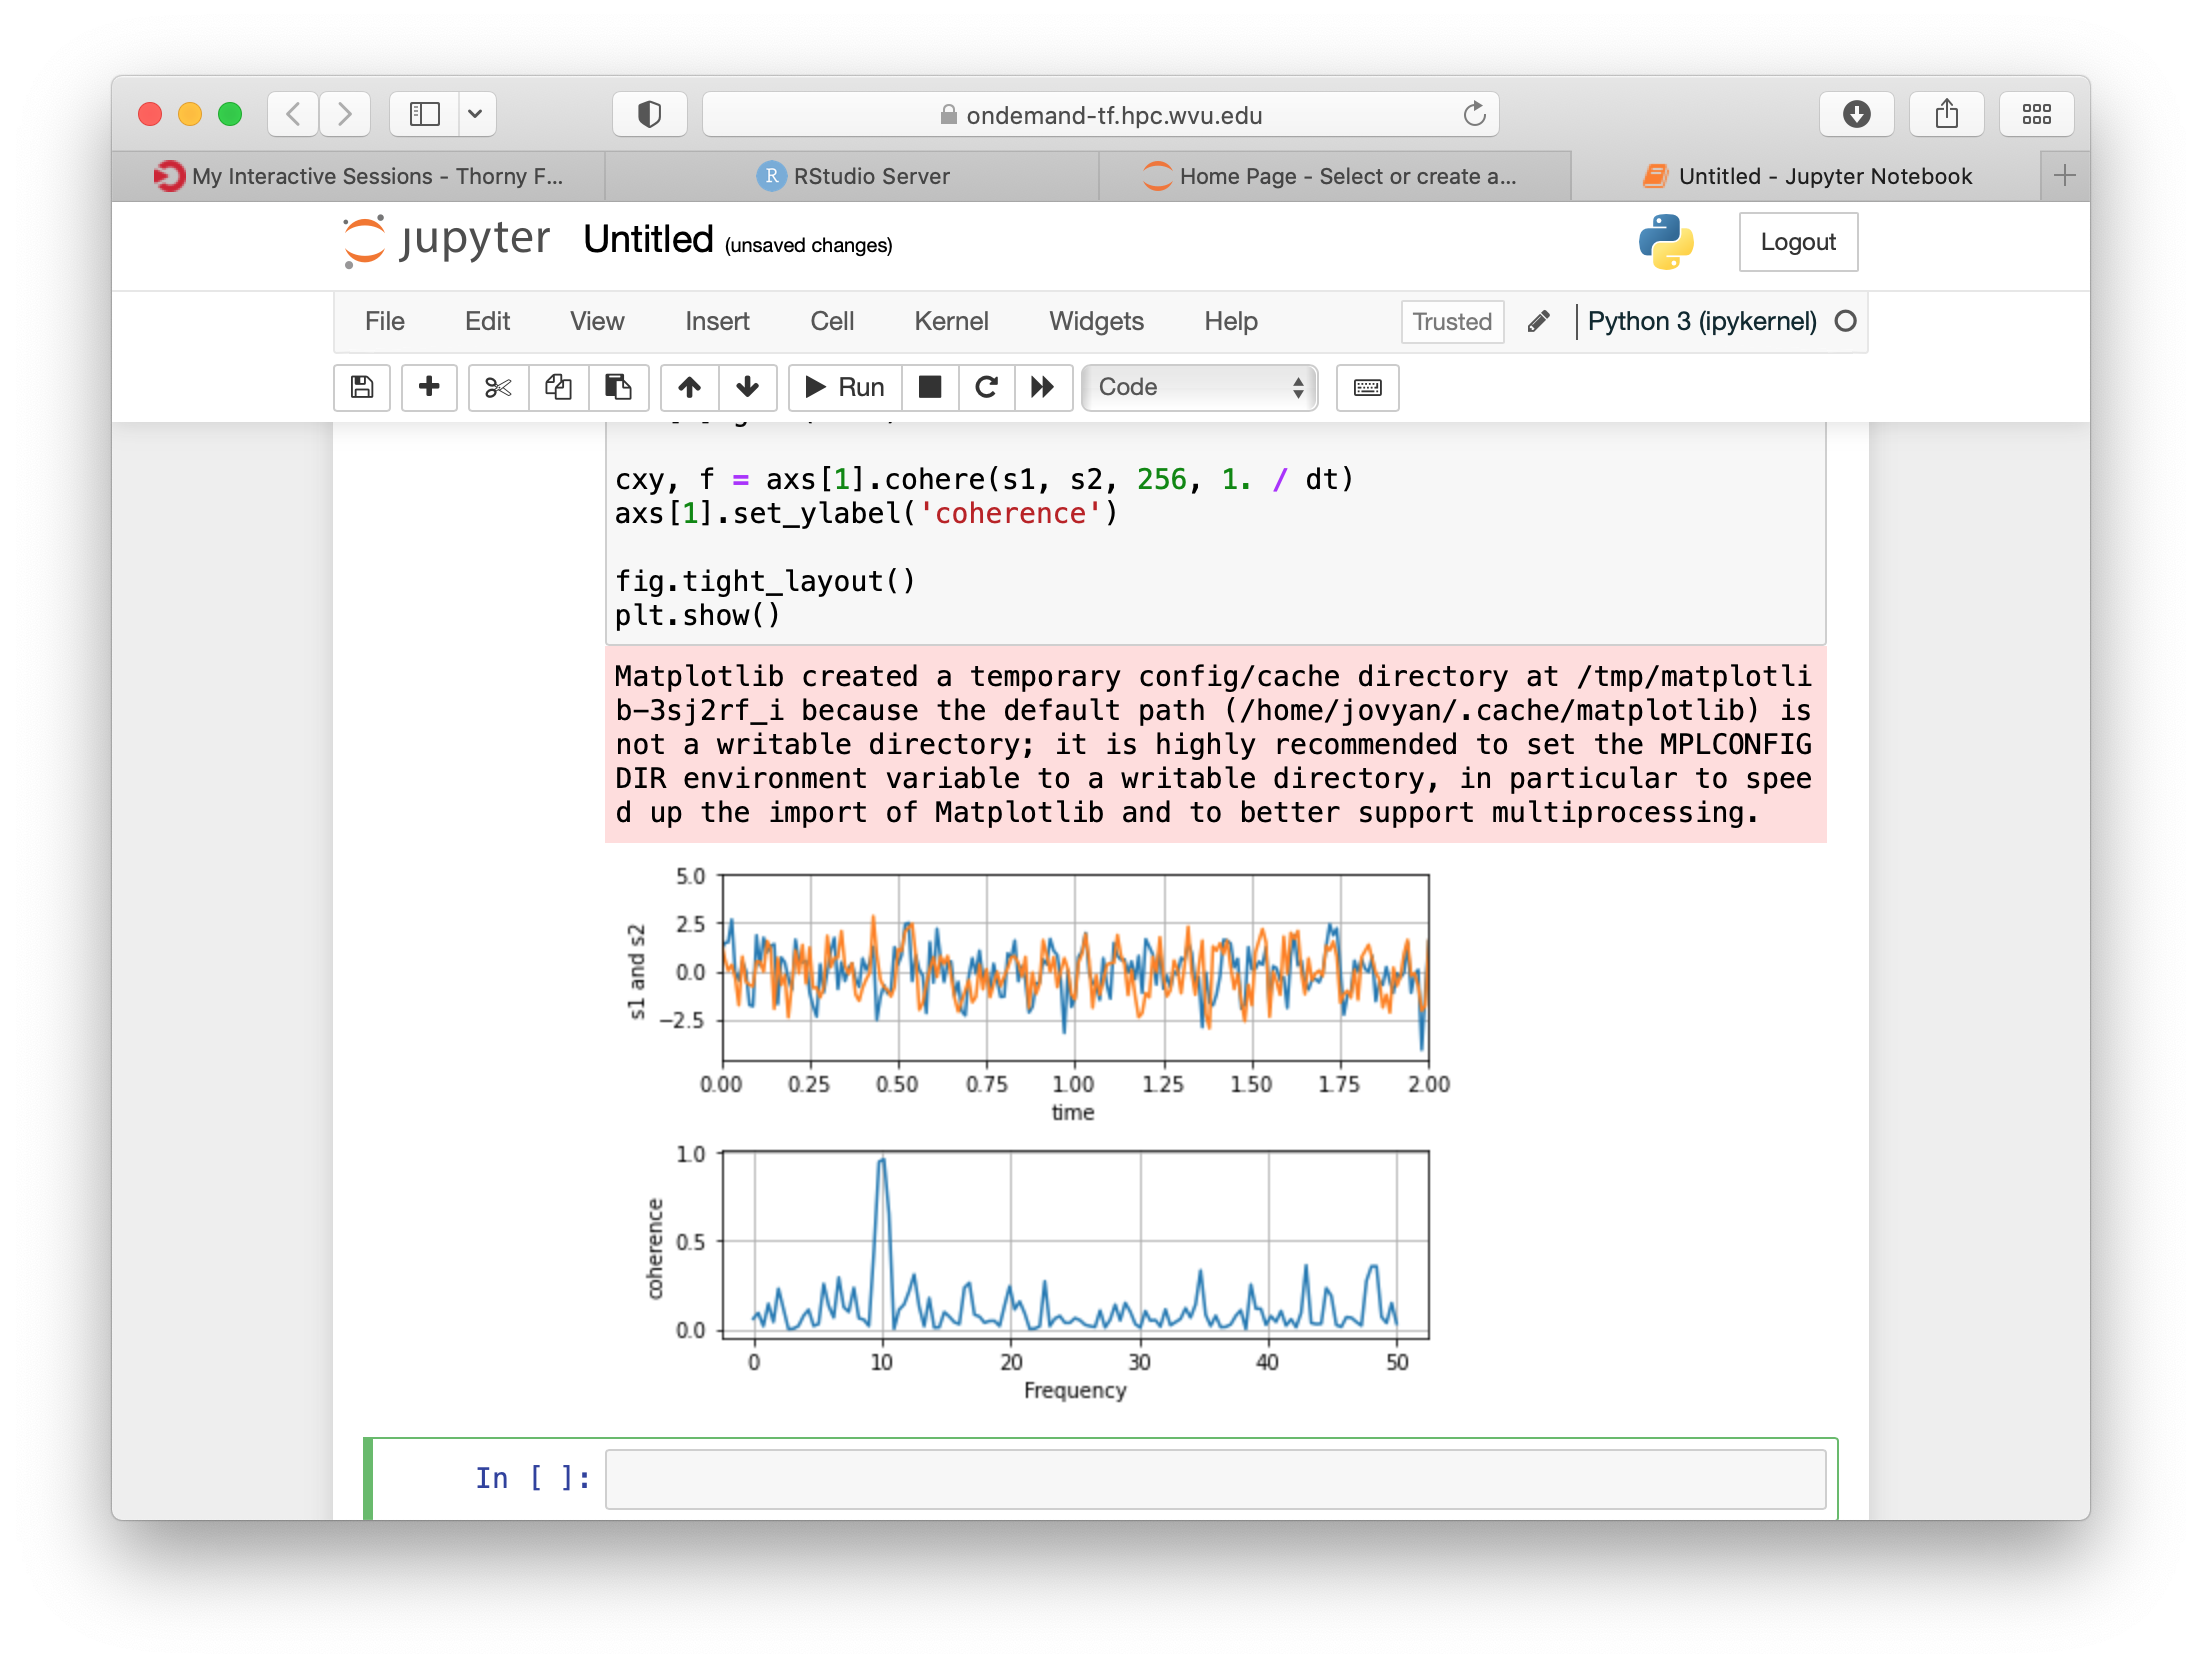 ondemand-tf.hpc.wvu.edu
My Interactive Sessions - Thorny F...
R RStudio Server
Home Page - Select or create a...
Untitled - Jupyter Notebook
jupyter Untitled (unsaved changes)
Logout
File Edit View Insert Cell Kernel Widgets Help Trusted Python 3 (ipykernel)
Run Code
cxy, f = axs[1].cohere(s1, s2, 256, 1. / dt)
axs[1].set_ylabel('coherence')
fig.tight_layout()
plt.show()
Matplotlib created a temporary config/cache directory at /tmp/matplotli
b-3sj2rf_i because the default path (/home/jovyan/.cache/matplotlib) is
not a writable directory; it is highly recommended to set the MPLCONFIG
DIR environment variable to a writable directory, in particular to spee
d up the import of Matplotlib and to better support multiprocessing.
s1 and s2
5.0
2.5
0.0
−2.5
0.00 0.25 0.50 0.75 1.00 1.25 1.50 1.75 2.00
time
coherence
1.0
0.5
0.0
0 10 20 30 40 50
Frequency
In [ ]: